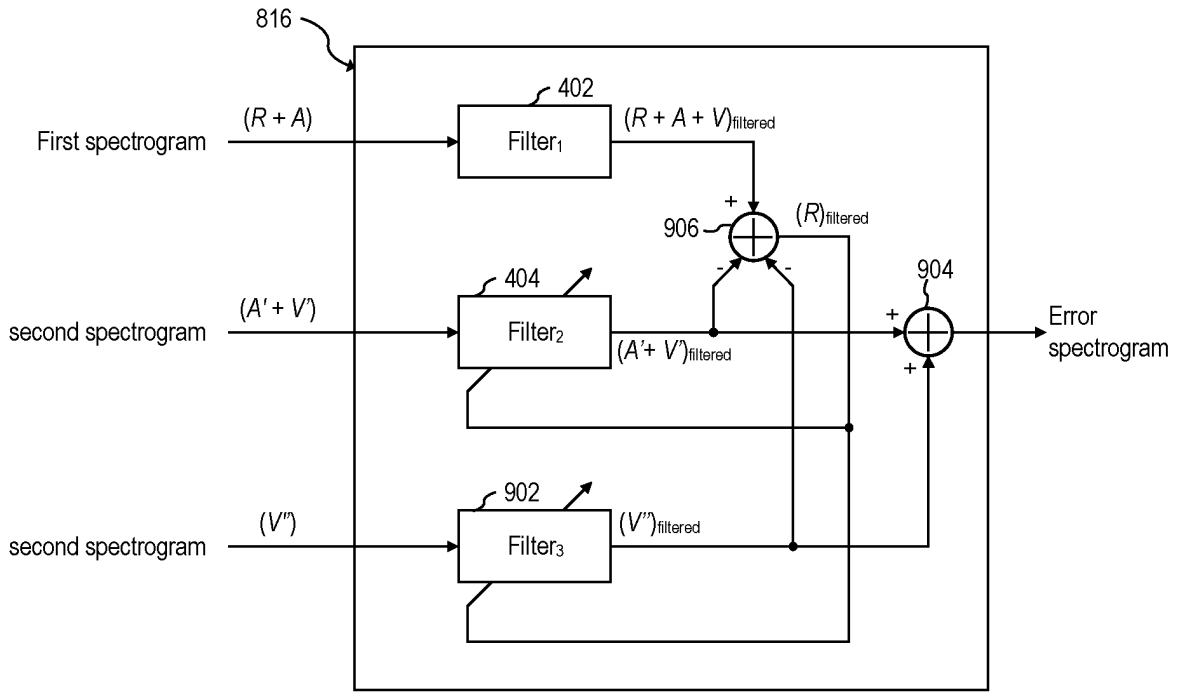 816
402
First spectrogram
(R + A)
Filter₁
(R + A + V)filtered
+
906
(R)filtered
-
-
404
904
second spectrogram
(A' + V')
Filter₂
(A'+ V')filtered
+
+
Error
spectrogram
902
second spectrogram
(V")
Filter₃
(V")filtered